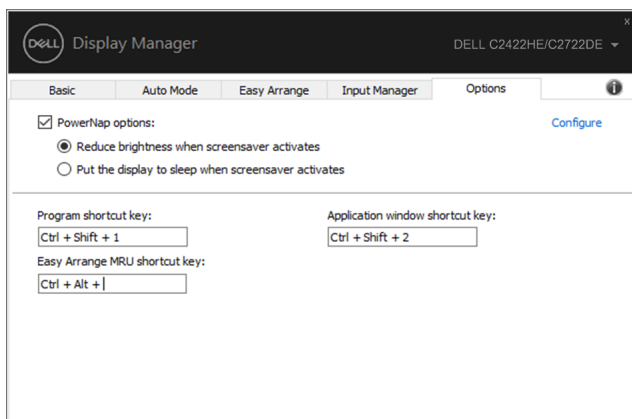 DELL Display Manager DELL C2422HE/C2722DE
x
Basic Auto Mode Easy Arrange Input Manager Options
PowerNap options: Configure
Reduce brightness when screensaver activates
Put the display to sleep when screensaver activates
Program shortcut key: Application window shortcut key:
Ctrl + Shift + 1 Ctrl + Shift + 2
Easy Arrange MRU shortcut key:
Ctrl + Alt +